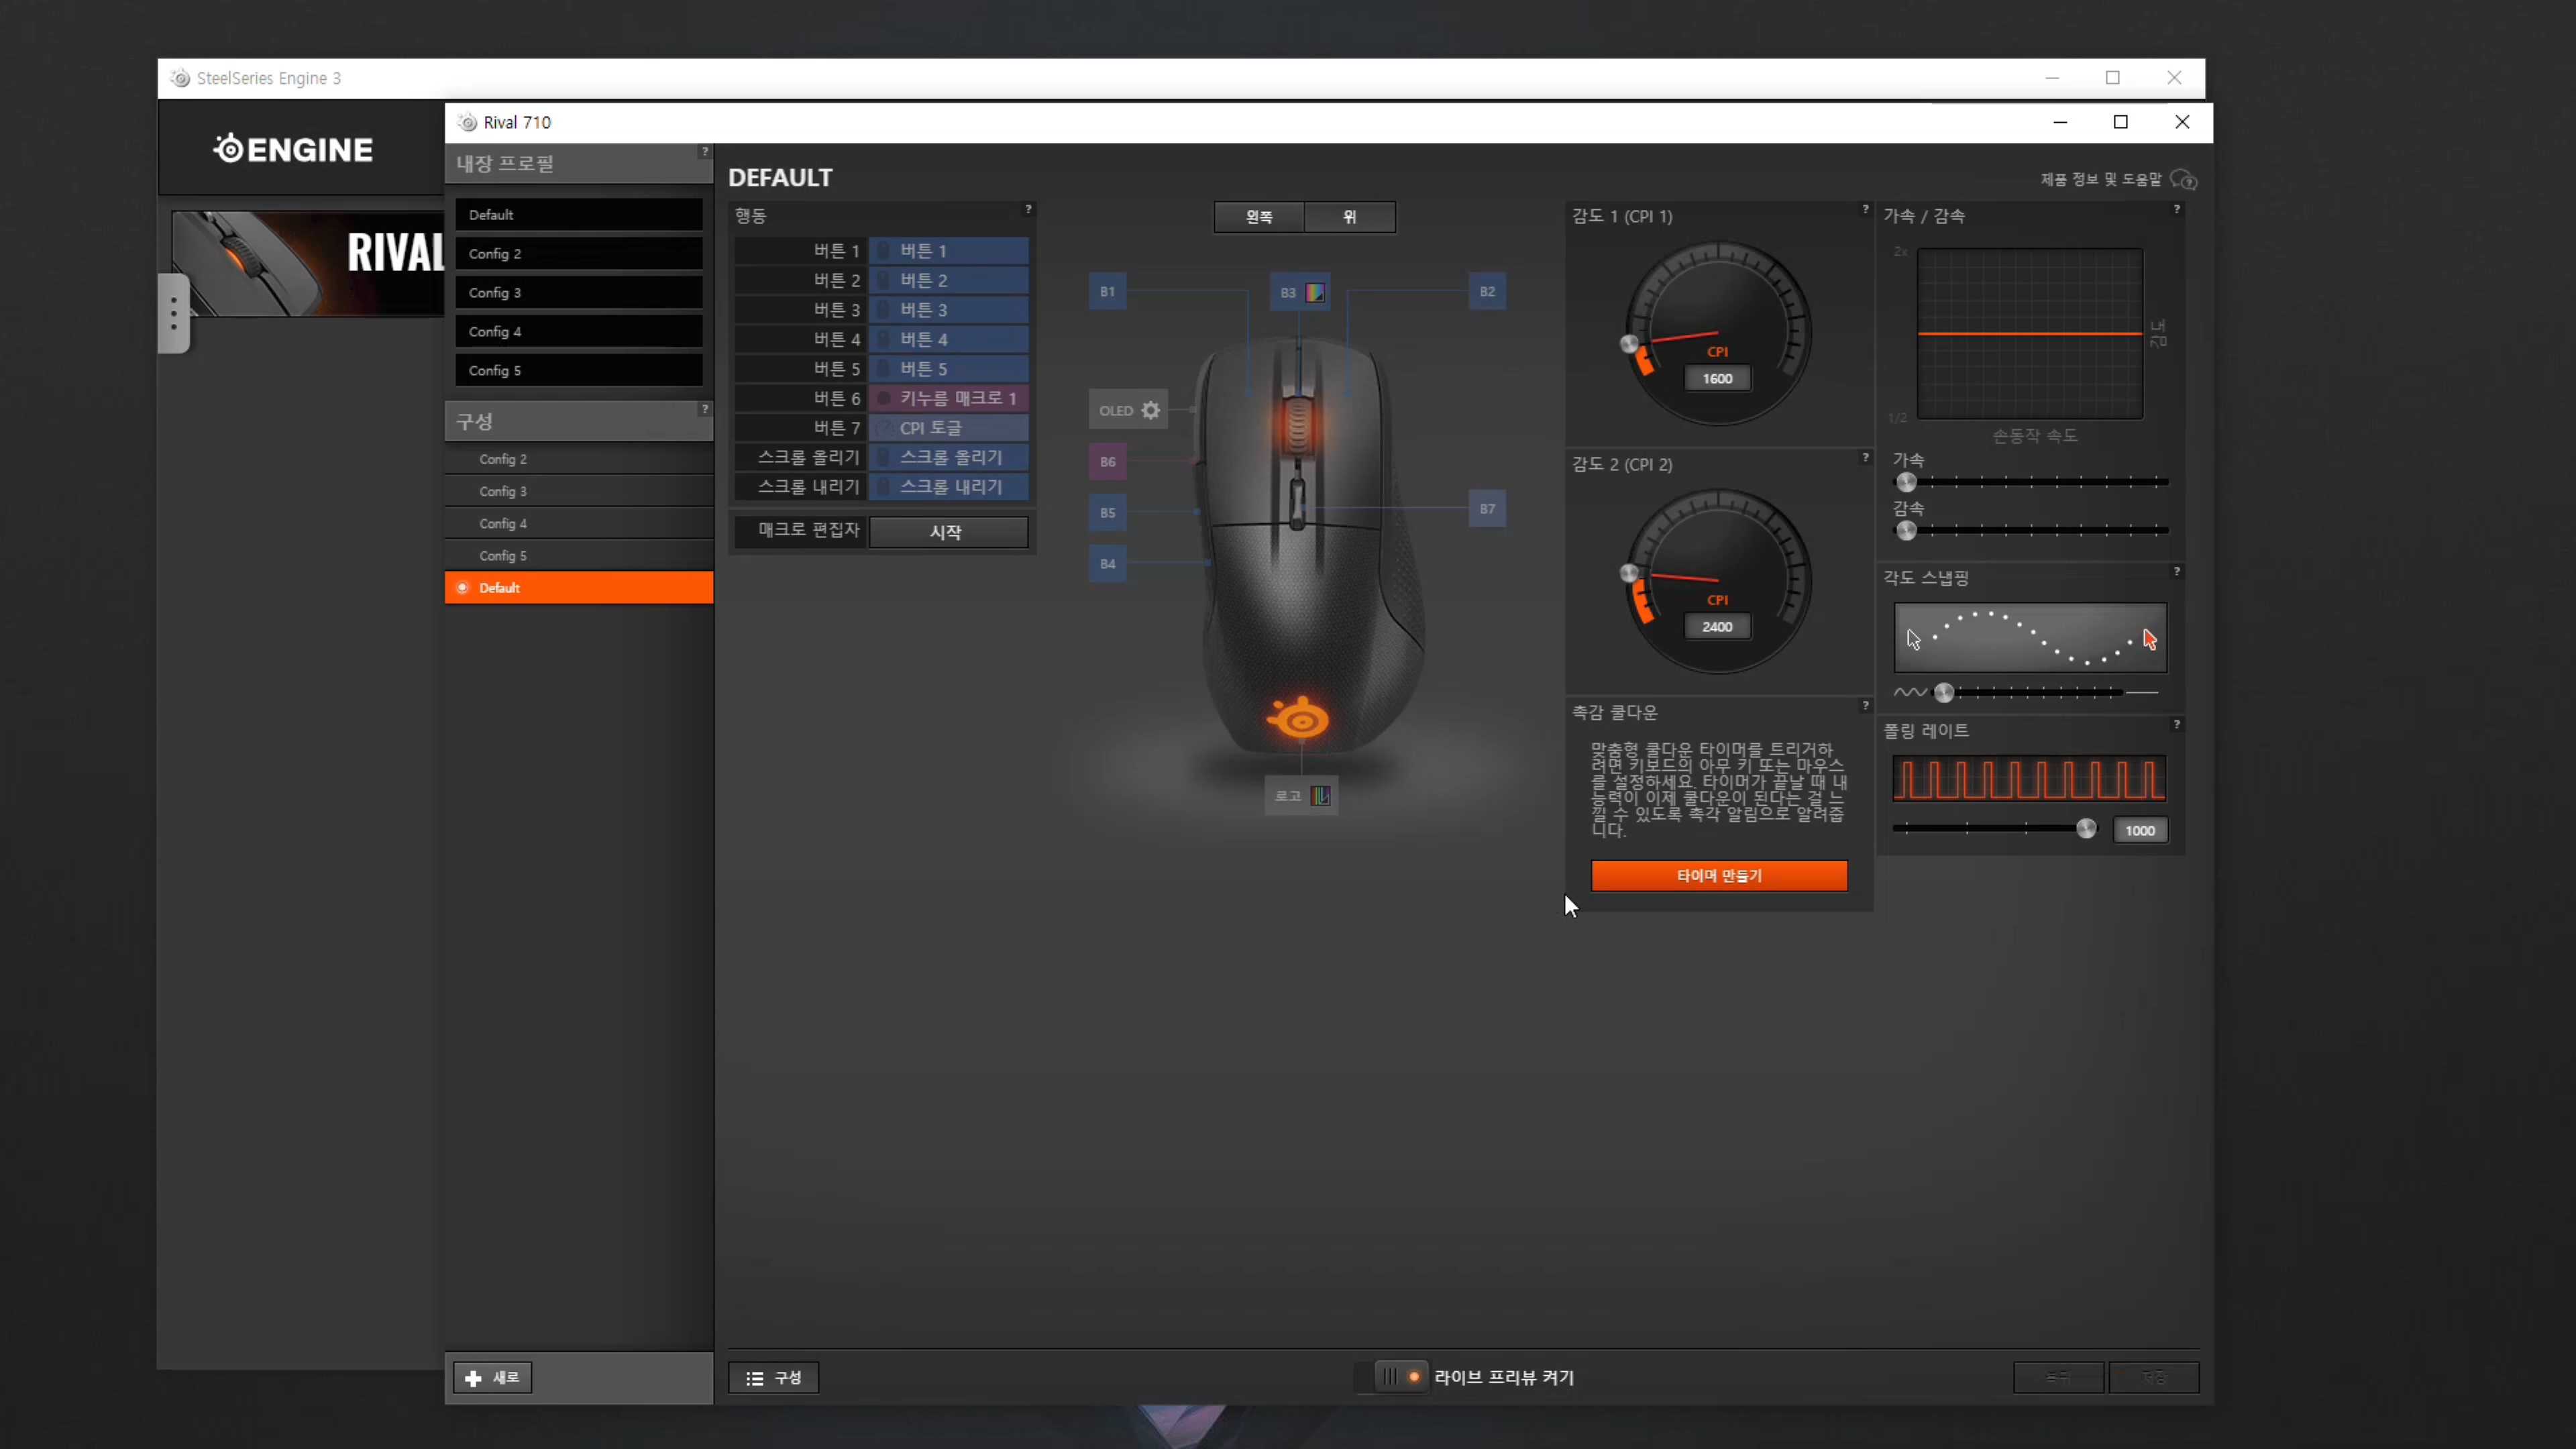 SteelSeries Engine 3
ENGINE
RIVAL
Rival 710
내장 프로필
?
Default
Config 2
Config 3
Config 4
Config 5
구성
?
Config 2
Config 3
Config 4
Config 5
Default
새로
DEFAULT
제품 정보 및 도움말
행동
?
버튼 1 버튼 1
버튼 2 버튼 2
버튼 3 버튼 3
버튼 4 버튼 4
버튼 5 버튼 5
버튼 6 키누름 매크로 1
버튼 7 CPI 토글
스크롤 올리기 스크롤 올리기
스크롤 내리기 스크롤 내리기
매크로 편집자 시작
왼쪽 위
B1
B3
B2
OLED
B6
B5
B7
B4
로고
감도 1 (CPI 1)
?
CPI
1600
감도 2 (CPI 2)
?
CPI
2400
촉감 쿨다운
?
맞춤형 쿨다운 타이머를 트리거하
려면 키보드의 아무 키 또는 마우스
를 설정하세요. 타이머가 끝날 때 내
능력이 이제 쿨다운이 된다는 걸 느
낄 수 있도록 촉각 알림으로 알려줍
니다.
타이머 만들기
가속 / 감속
?
2x
1/2
민감
손동작 속도
가속
감속
각도 스냅핑
?
폴링 레이트
?
1000
구성
라이브 프리뷰 켜기